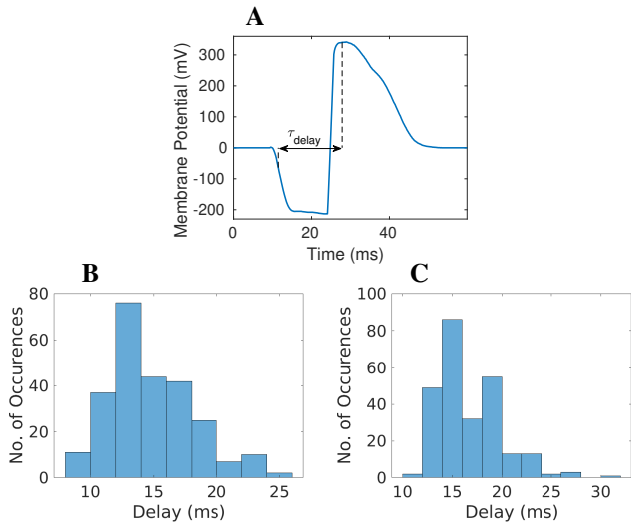 A
Membrane Potential (mV)
300
200
100
0
-100
-200
τdelay
0
20
40
Time (ms)
B
No. of Occurences
80
60
40
20
0
10
15
20
25
Delay (ms)
C
No. of Occurences
100
80
60
40
20
0
10
15
20
25
30
Delay (ms)